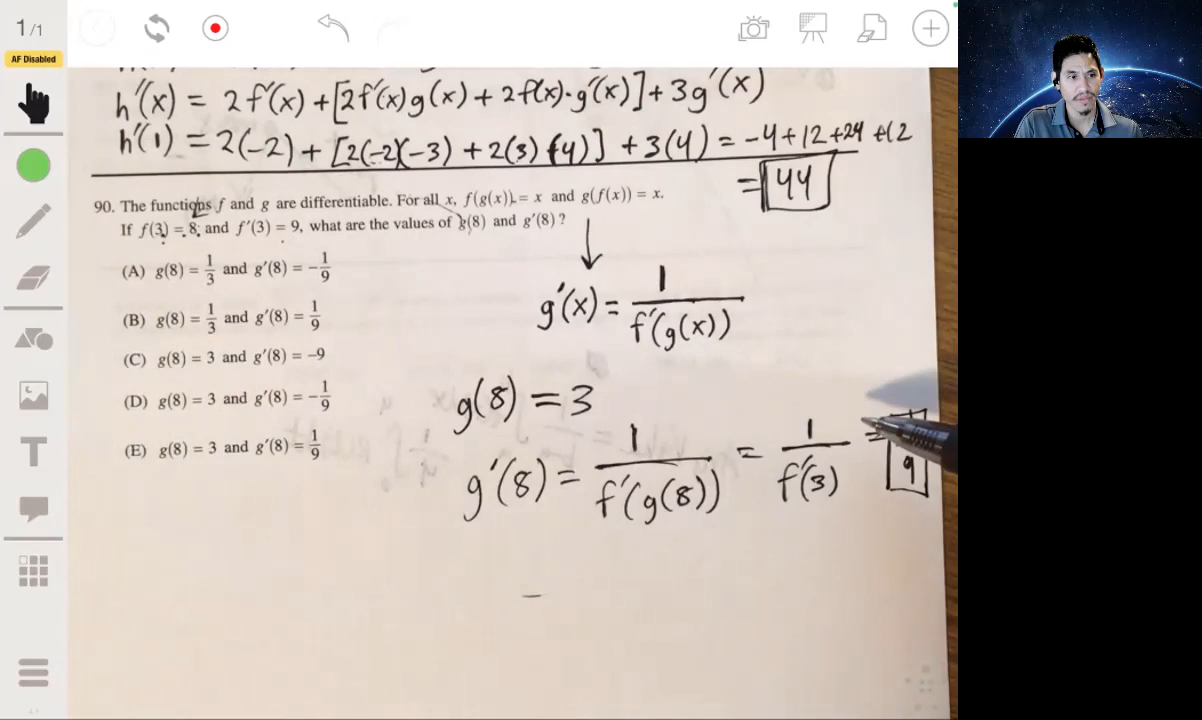 1/1
AF Disabled
h'(x) = 2f'(x) + [2f'(x)g(x) + 2f(x)·g'(x)] + 3g'(x)
h'(1) = 2(-2) + [2(-2)(-3) + 2(3)(4)] + 3(4) = -4+12+24+12
= 44
90. The functions f and g are differentiable. For all x, f(g(x)) = x and g(f(x)) = x.
If f(3) = 8 and f'(3) = 9, what are the values of g(8) and g'(8) ?
(A) g(8) = 1/3 and g'(8) = -1/9
(B) g(8) = 1/3 and g'(8) = 1/9
(C) g(8) = 3 and g'(8) = -9
(D) g(8) = 3 and g'(8) = -1/9
(E) g(8) = 3 and g'(8) = 1/9
g'(x) = 1/f'(g(x))
g(8) = 3
g'(8) = 1/f'(g(8)) = 1/f'(3) = 1/9
T